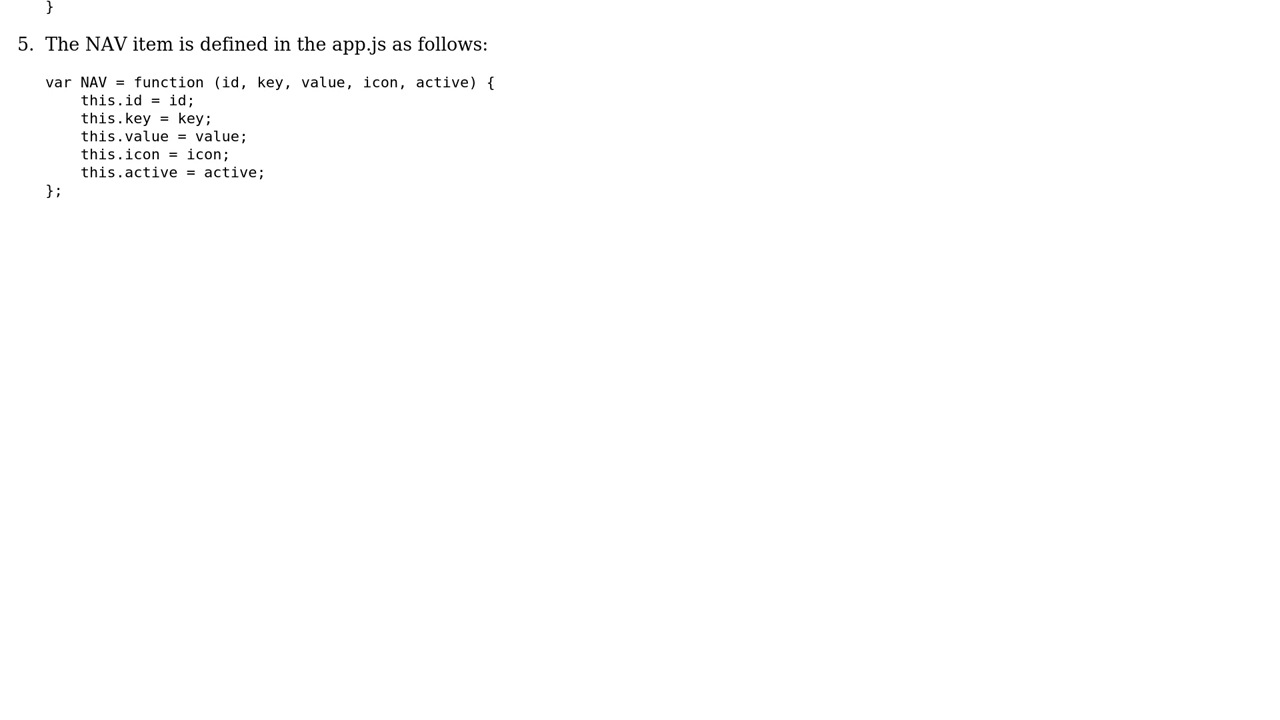 }
5. The NAV item is defined in the app.js as follows:
var NAV = function (id, key, value, icon, active) {
    this.id = id;
    this.key = key;
    this.value = value;
    this.icon = icon;
    this.active = active;
};